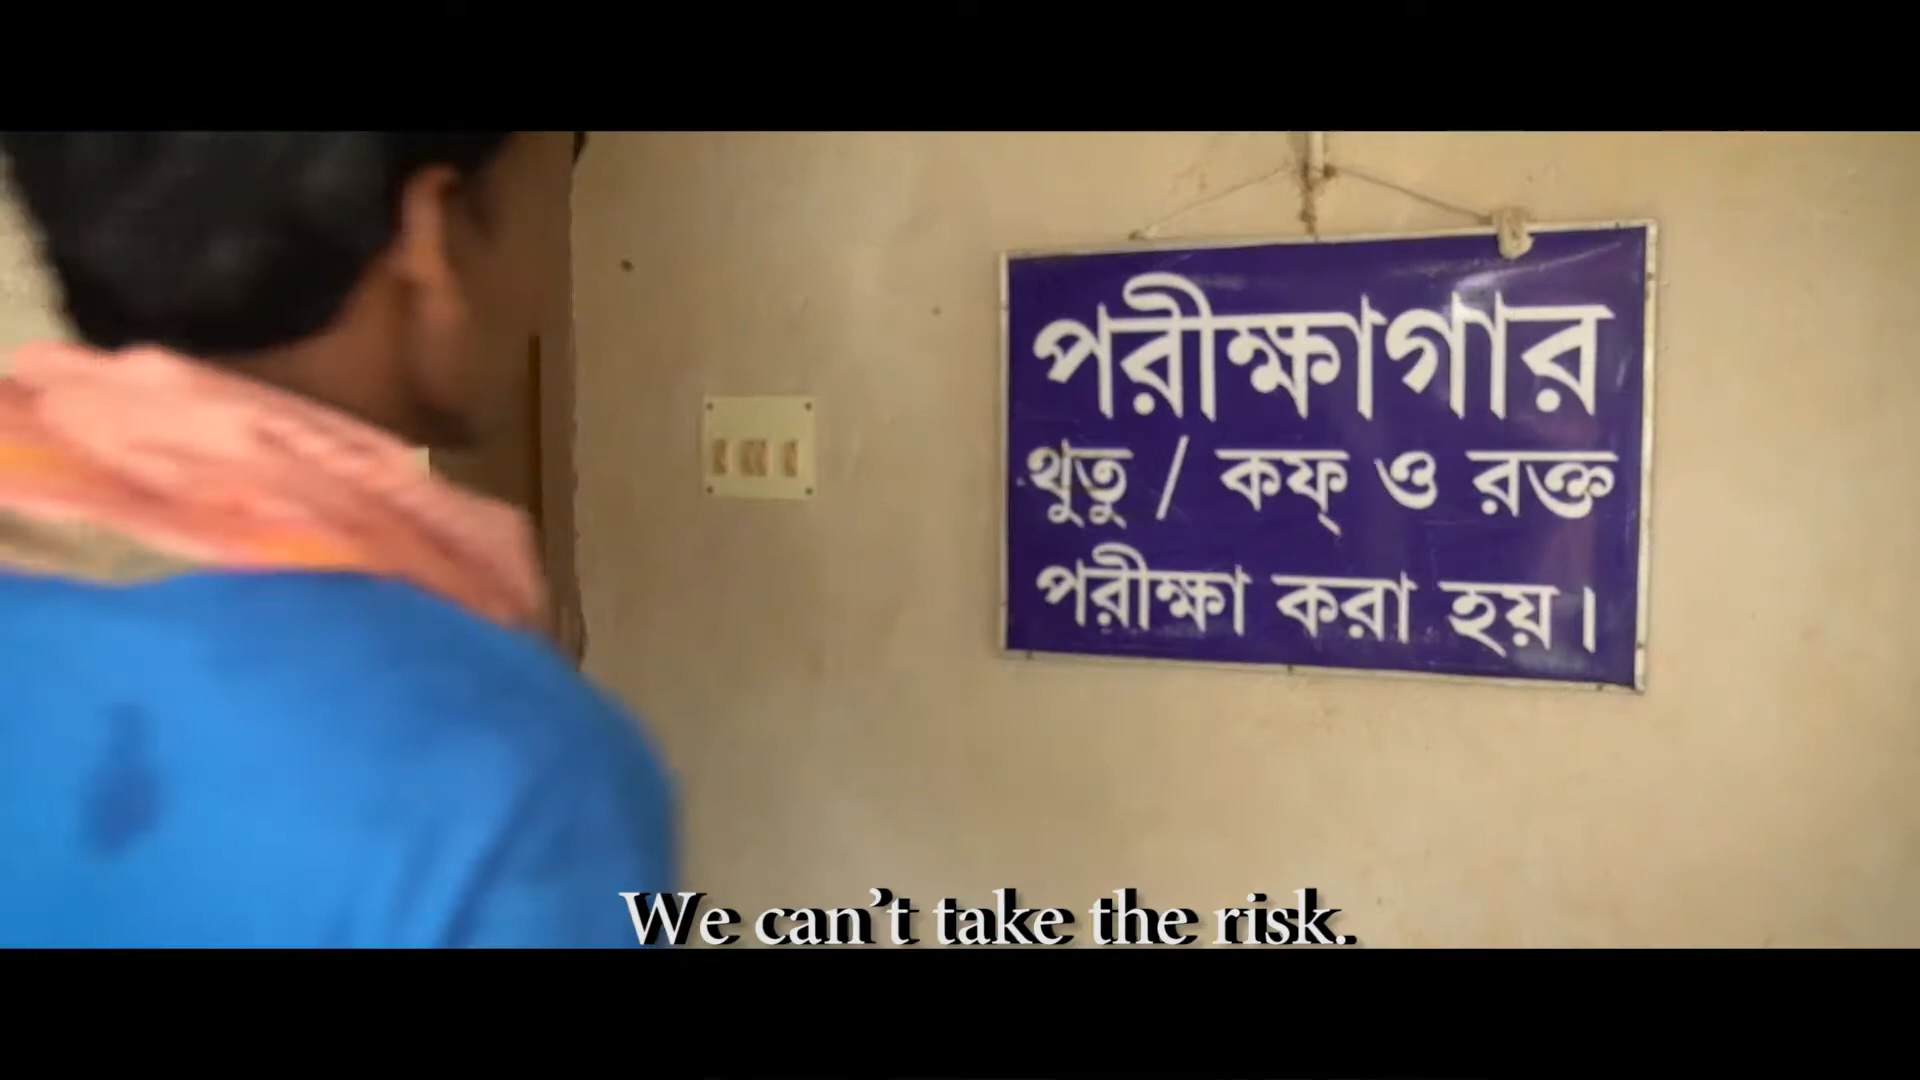 পরীক্ষাগার
থুতু / কফ্ ও রক্ত
পরীক্ষা করা হয়।
We can't take the risk.